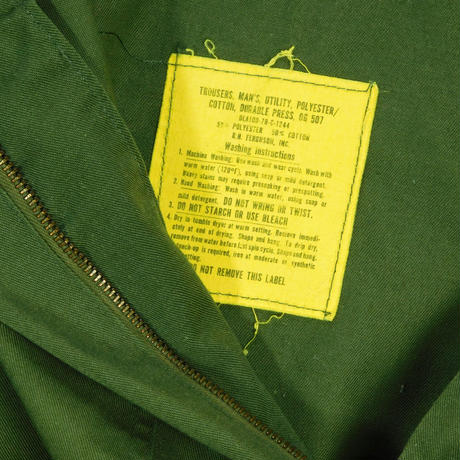 TROUSERS, MAN'S, UTILITY, POLYESTER/
COTTON, DURABLE PRESS, OG 507
DLA100-78-C-1244
POLYESTER 50% COTTON
R.H. FERGUSON, INC.
Washing instructions
1. Machine Washing: Use wash and wear cycle. Wash with
warm water (120°F), using soap or mild detergent.
Heavy stains may require presoaking or prespotting.
2. Hand Washing: Wash in warm water, using soap or
mild detergent. DO NOT WRING OR TWIST.
3. DO NOT STARCH OR USE BLEACH
4. Dry in tumble dryer at warm setting. Remove immedi-
ately at end of drying. Shape and hang. To drip dry,
remove from water before last spin cycle. Shape and hang.
touch-up is required, iron at moderate or synthetic
setting.
NOT REMOVE THIS LABEL